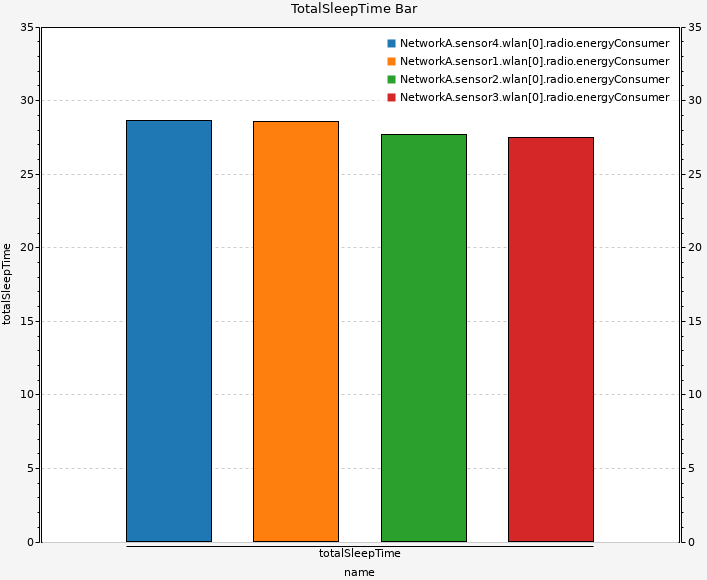 TotalSleepTime Bar
NetworkA.sensor4.wlan[0].radio.energyConsumer
NetworkA.sensor1.wlan[0].radio.energyConsumer
NetworkA.sensor2.wlan[0].radio.energyConsumer
NetworkA.sensor3.wlan[0].radio.energyConsumer
35 35
30 30
25 25
20 20
15 15
10 10
5 5
0 0
totalSleepTime
totalSleepTime
name